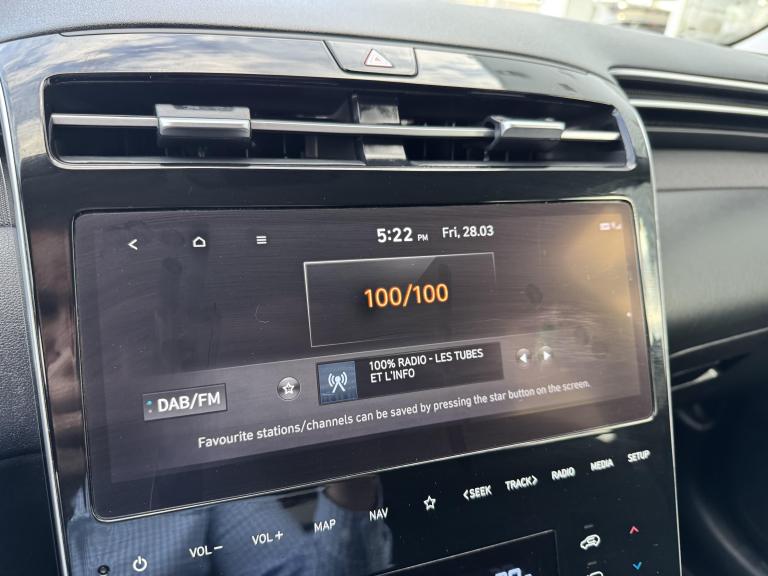 5:22 PM Fri, 28.03
100/100
100% RADIO - LES TUBES
ET L'INFO
DAB/FM
Favourite stations/channels can be saved by pressing the star button on the screen.
VOL− VOL+ MAP NAV <SEEK TRACK> RADIO MEDIA SETUP